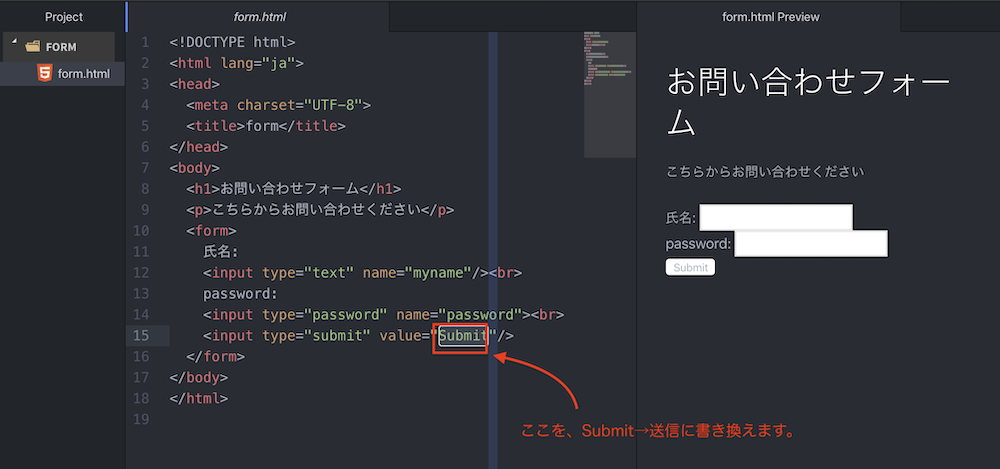 Project
form.html
form.html Preview
FORM
form.html
1 <!DOCTYPE html>
2 <html lang="ja">
3 <head>
4 <meta charset="UTF-8">
5 <title>form</title>
6 </head>
7 <body>
8 <h1>お問い合わせフォーム</h1>
9 <p>こちらからお問い合わせください</p>
10 <form>
11 氏名:
12 <input type="text" name="myname"/><br>
13 password:
14 <input type="password" name="password"><br>
15 <input type="submit" value="Submit"/>
16 </form>
17 </body>
18 </html>
19
お問い合わせフォー
ム
こちらからお問い合わせください
氏名:
password:
Submit
ここを、Submit→送信に書き換えます。